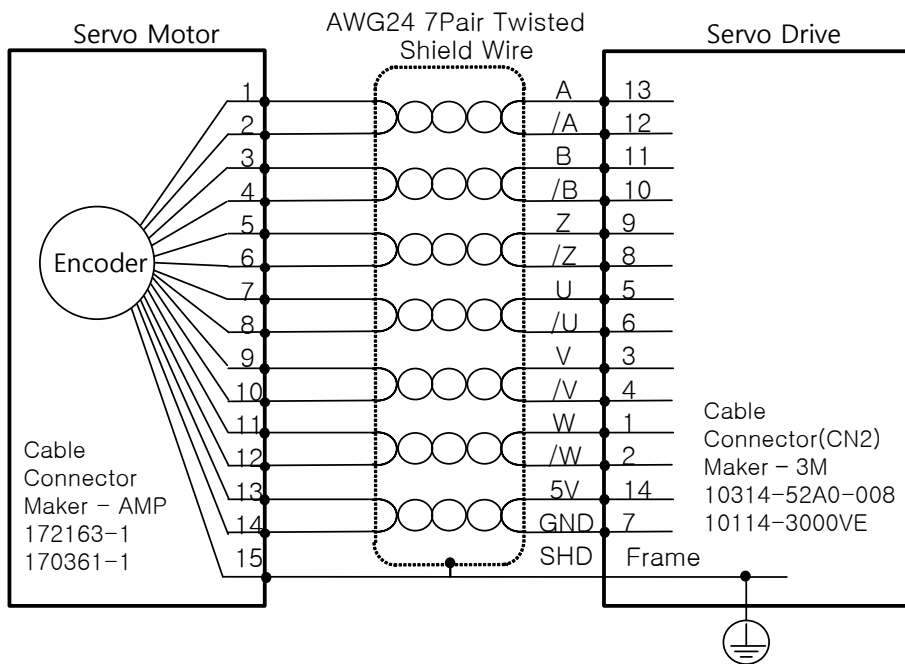 Servo Motor
AWG24 7Pair Twisted
Shield Wire
Servo Drive
1 A 13
2 /A 12
3 B 11
4 /B 10
5 Z 9
6 /Z 8
7 U 5
8 /U 6
9 V 3
10 /V 4
11 W 1
12 /W 2
13 5V 14
14 GND 7
15 SHD Frame
Encoder
Cable
Connector
Maker - AMP
172163-1
170361-1
Cable
Connector(CN2)
Maker - 3M
10314-52A0-008
10114-3000VE